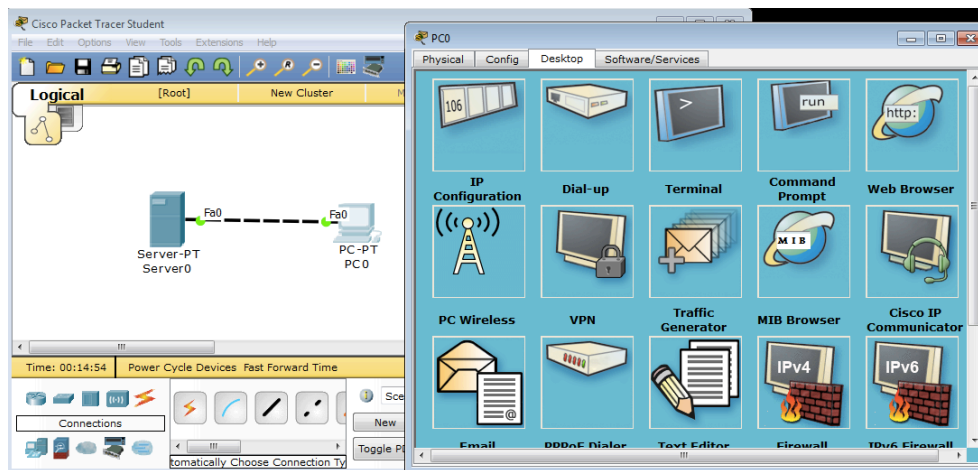 Cisco Packet Tracer Student
File Edit Options View Tools Extensions Help
Logical [Root] New Cluster M
Fa0 Fa0
Server-PT
Server0
PC-PT
PC0
Time: 00:14:54 Power Cycle Devices Fast Forward Time
Connections
Sce
New
Toggle PD
tomatically Choose Connection Ty
PC0
Physical Config Desktop Software/Services
106
>
run
http:
IP
Configuration
Dial-up
Terminal
Command
Prompt
Web Browser
MIB
PC Wireless
VPN
Traffic
Generator
MIB Browser
Cisco IP
Communicator
@
IPv4
IPv6
Email
PPPoE Dialer
Text Editor
Firewall
IPv6 Firewall